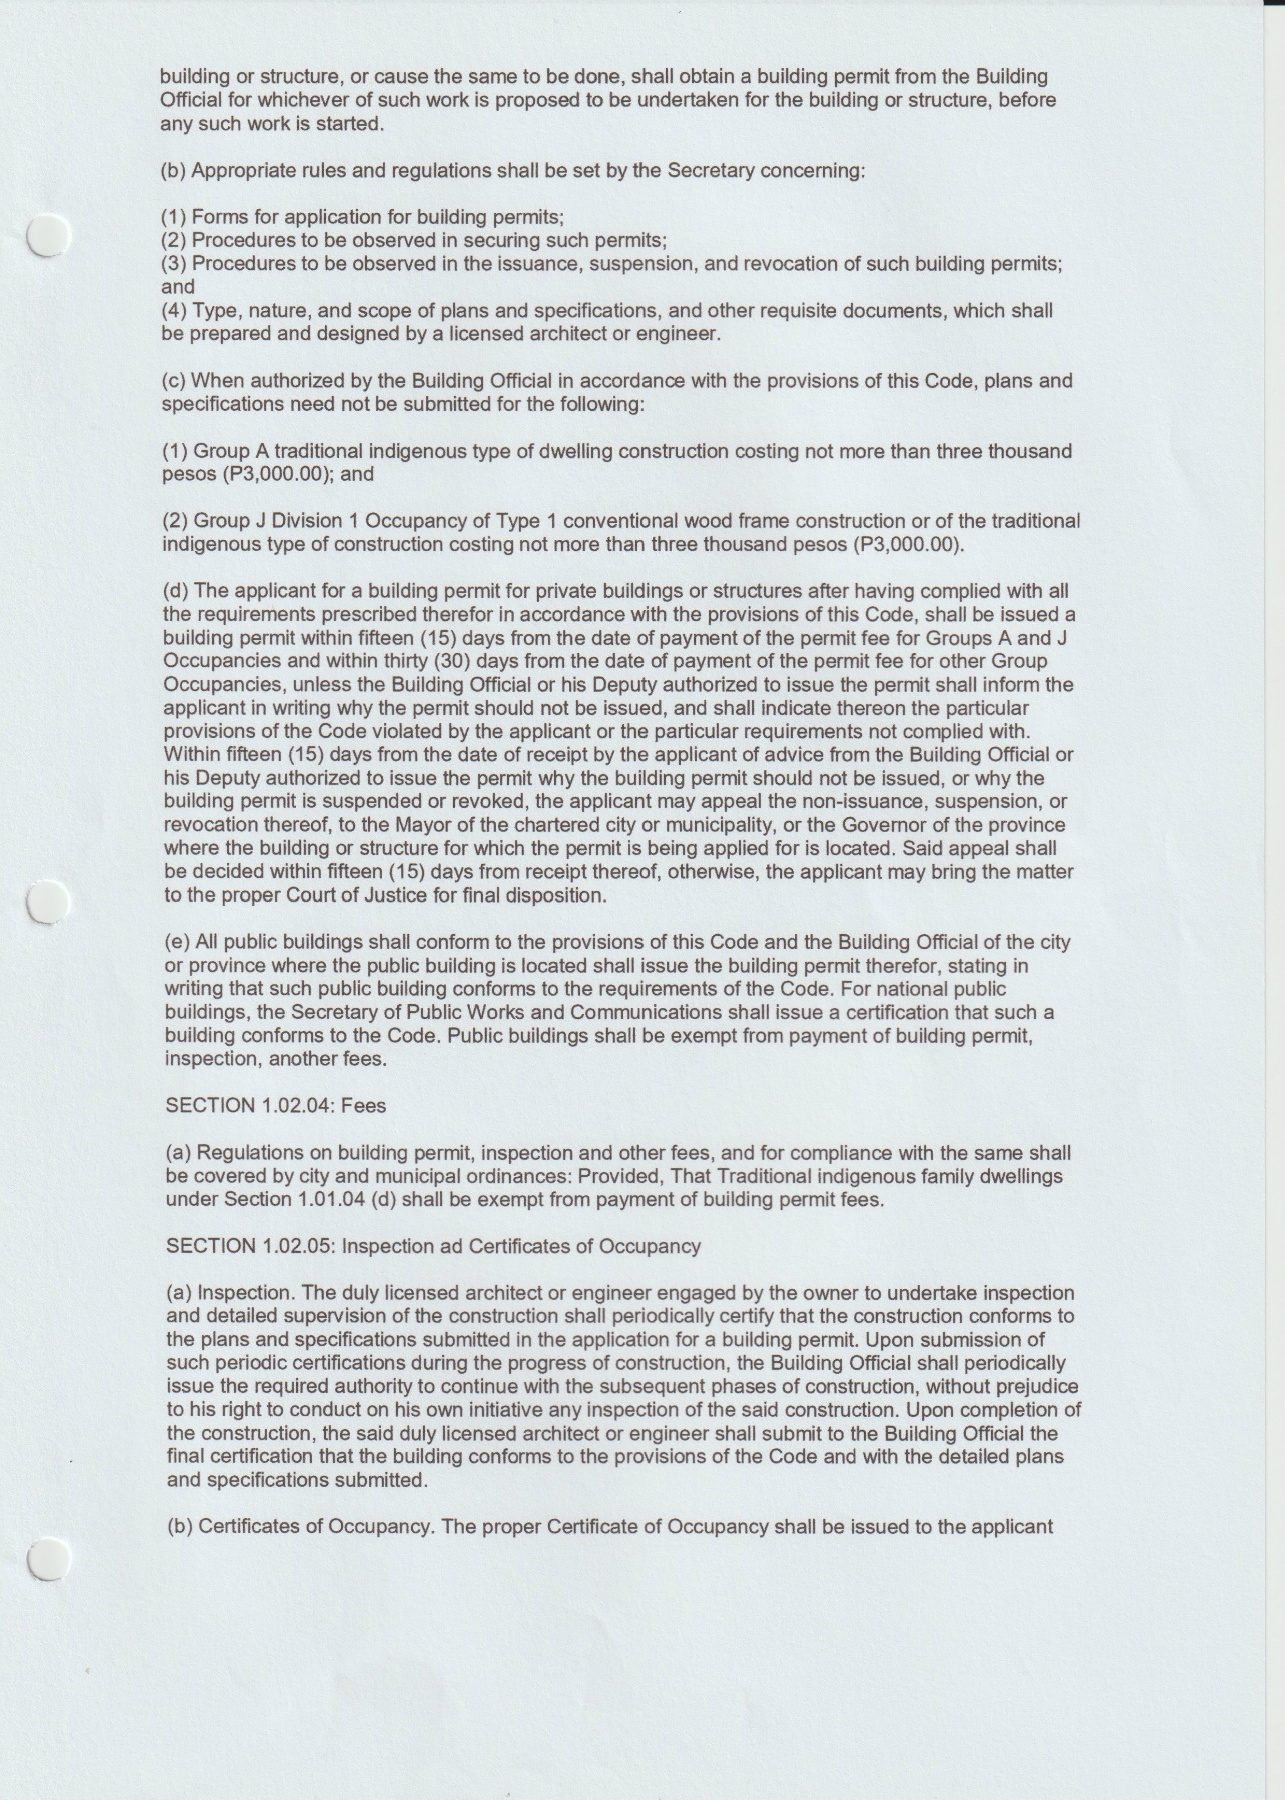 building or structure, or cause the same to be done, shall obtain a building permit from the Building
Official for whichever of such work is proposed to be undertaken for the building or structure, before
any such work is started.
(b) Appropriate rules and regulations shall be set by the Secretary concerning:
(1) Forms for application for building permits;
(2) Procedures to be observed in securing such permits;
(3) Procedures to be observed in the issuance, suspension, and revocation of such building permits;
and
(4) Type, nature, and scope of plans and specifications, and other requisite documents, which shall
be prepared and designed by a licensed architect or engineer.
(c) When authorized by the Building Official in accordance with the provisions of this Code, plans and
specifications need not be submitted for the following:
(1) Group A traditional indigenous type of dwelling construction costing not more than three thousand
pesos (P3,000.00); and
(2) Group J Division 1 Occupancy of Type 1 conventional wood frame construction or of the traditional
indigenous type of construction costing not more than three thousand pesos (P3,000.00).
(d) The applicant for a building permit for private buildings or structures after having complied with all
the requirements prescribed therefor in accordance with the provisions of this Code, shall be issued a
building permit within fifteen (15) days from the date of payment of the permit fee for Groups A and J
Occupancies and within thirty (30) days from the date of payment of the permit fee for other Group
Occupancies, unless the Building Official or his Deputy authorized to issue the permit shall inform the
applicant in writing why the permit should not be issued, and shall indicate thereon the particular
provisions of the Code violated by the applicant or the particular requirements not complied with.
Within fifteen (15) days from the date of receipt by the applicant of advice from the Building Official or
his Deputy authorized to issue the permit why the building permit should not be issued, or why the
building permit is suspended or revoked, the applicant may appeal the non-issuance, suspension, or
revocation thereof, to the Mayor of the chartered city or municipality, or the Governor of the province
where the building or structure for which the permit is being applied for is located. Said appeal shall
be decided within fifteen (15) days from receipt thereof, otherwise, the applicant may bring the matter
to the proper Court of Justice for final disposition.
(e) All public buildings shall conform to the provisions of this Code and the Building Official of the city
or province where the public building is located shall issue the building permit therefor, stating in
writing that such public building conforms to the requirements of the Code. For national public
buildings, the Secretary of Public Works and Communications shall issue a certification that such a
building conforms to the Code. Public buildings shall be exempt from payment of building permit,
inspection, another fees.
SECTION 1.02.04: Fees
(a) Regulations on building permit, inspection and other fees, and for compliance with the same shall
be covered by city and municipal ordinances: Provided, That Traditional indigenous family dwellings
under Section 1.01.04 (d) shall be exempt from payment of building permit fees.
SECTION 1.02.05: Inspection ad Certificates of Occupancy
(a) Inspection. The duly licensed architect or engineer engaged by the owner to undertake inspection
and detailed supervision of the construction shall periodically certify that the construction conforms to
the plans and specifications submitted in the application for a building permit. Upon submission of
such periodic certifications during the progress of construction, the Building Official shall periodically
issue the required authority to continue with the subsequent phases of construction, without prejudice
to his right to conduct on his own initiative any inspection of the said construction. Upon completion of
the construction, the said duly licensed architect or engineer shall submit to the Building Official the
final certification that the building conforms to the provisions of the Code and with the detailed plans
and specifications submitted.
(b) Certificates of Occupancy. The proper Certificate of Occupancy shall be issued to the applicant